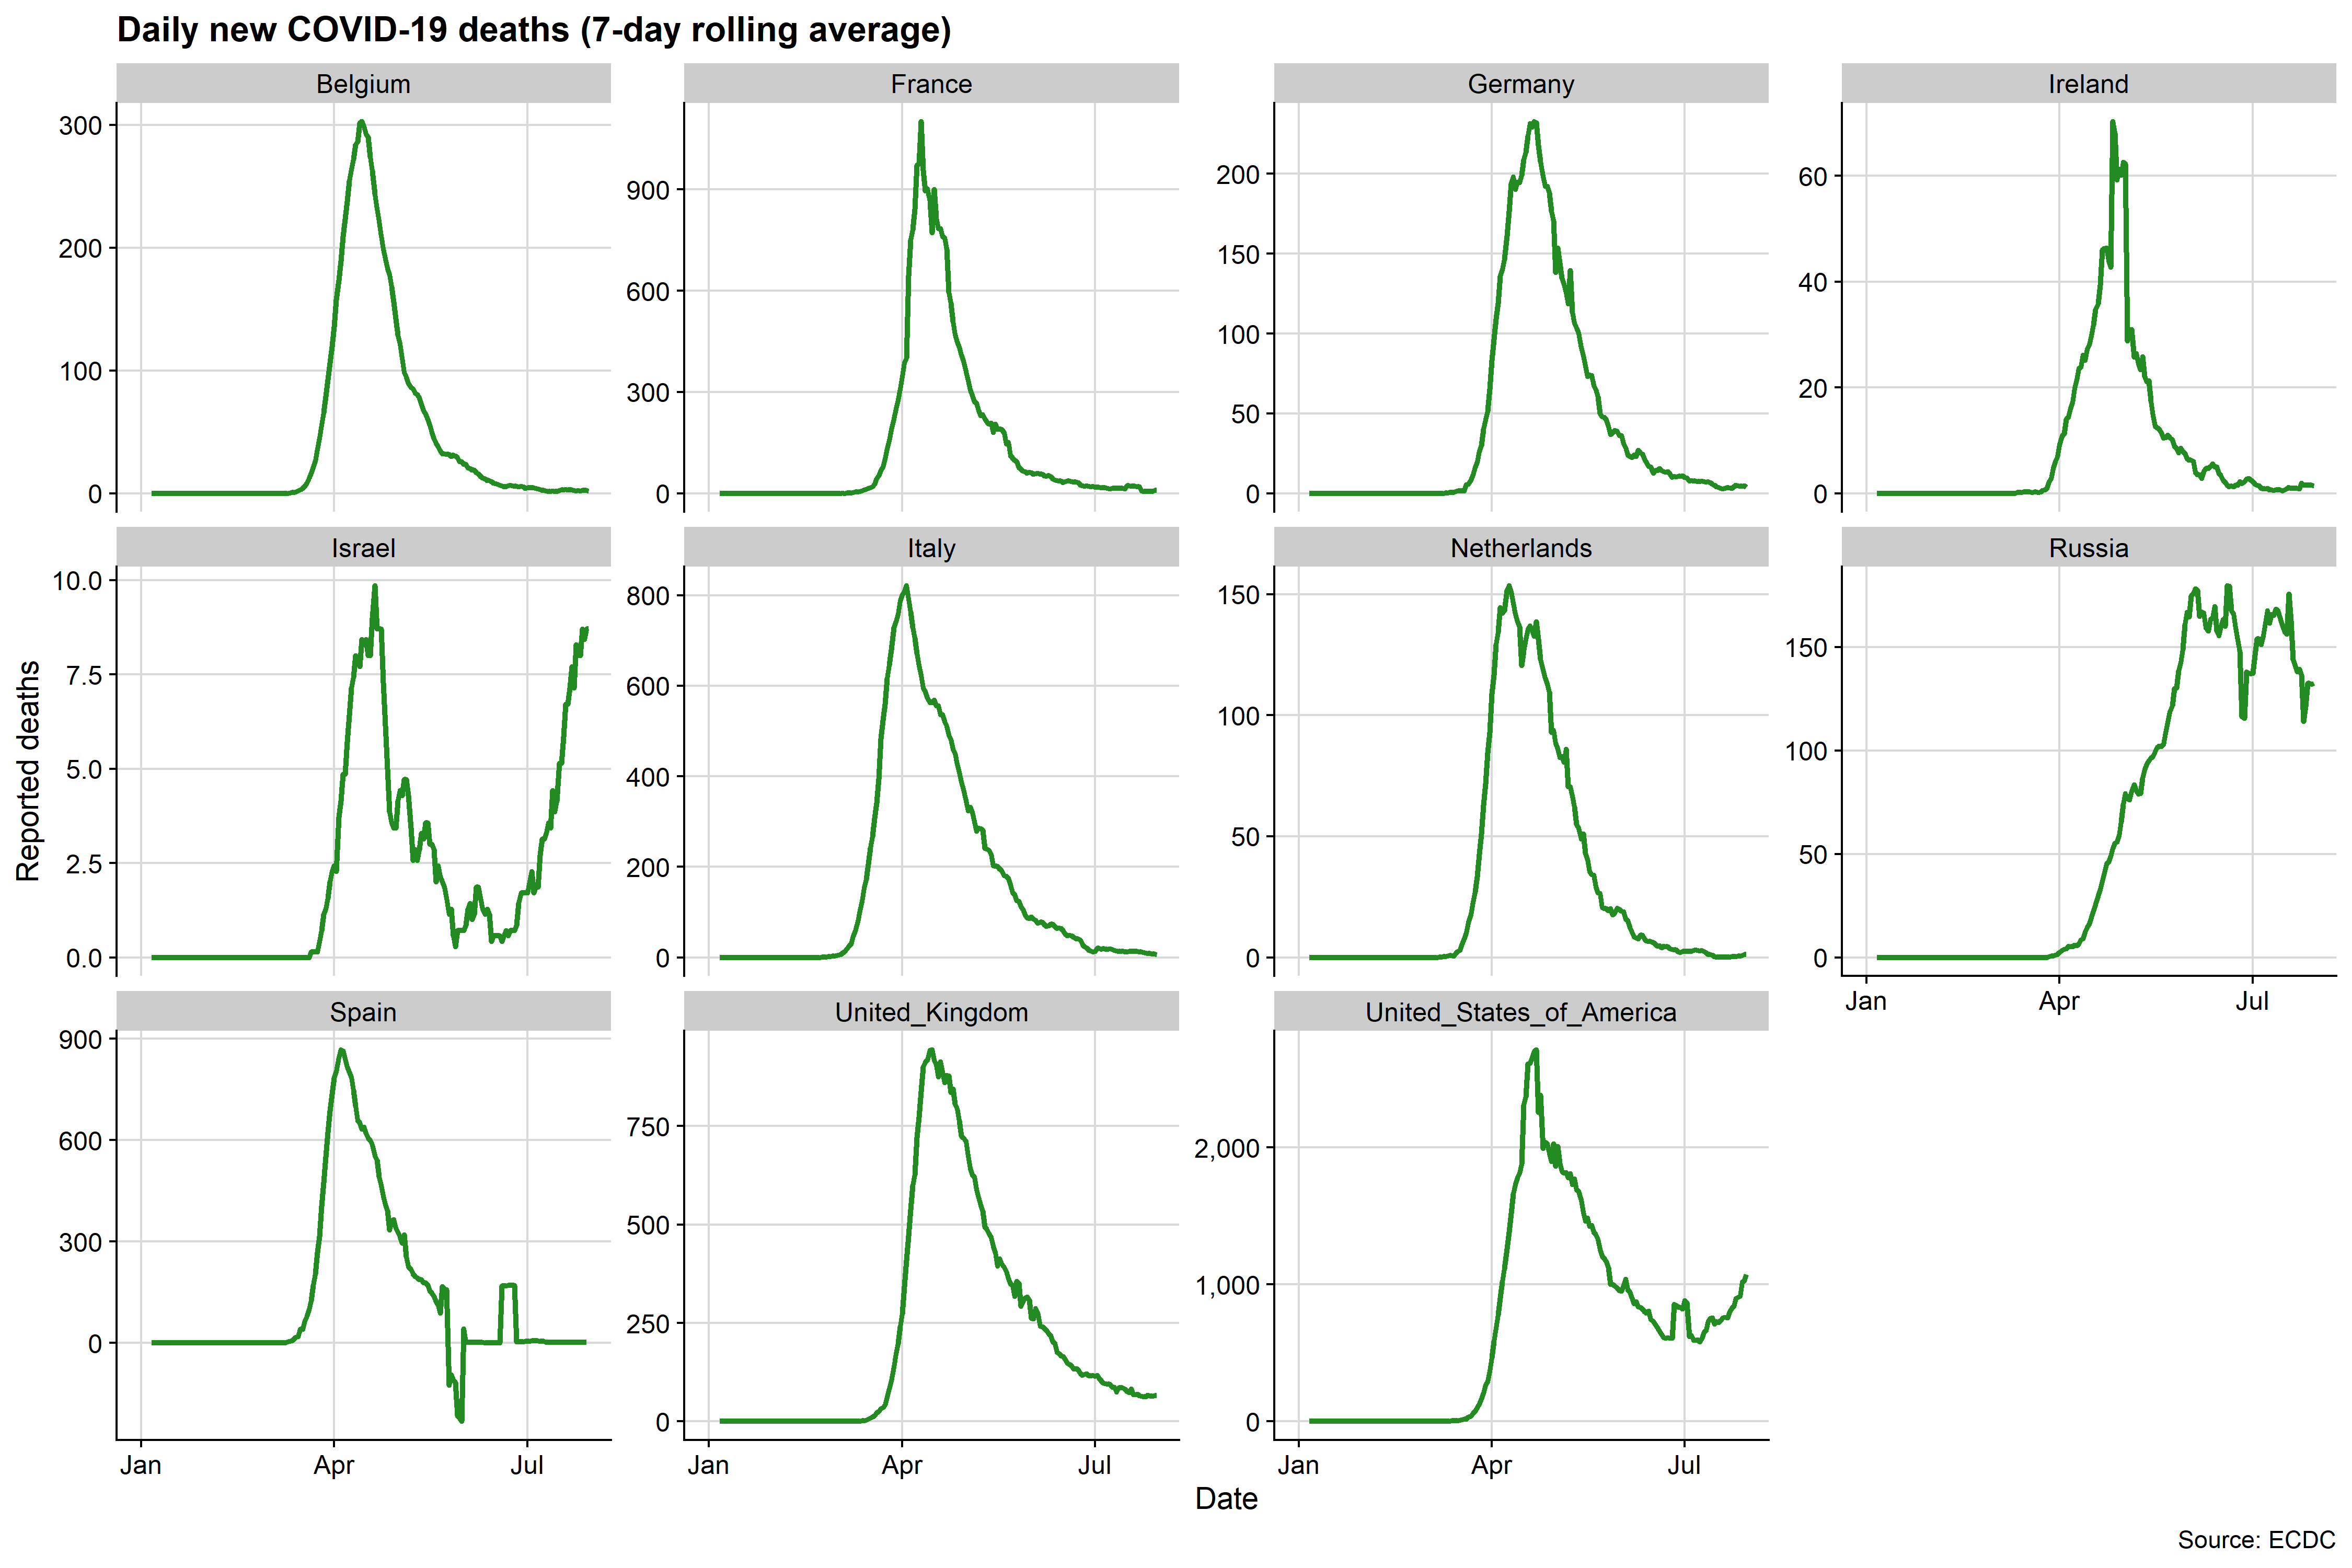 Daily new COVID-19 deaths (7-day rolling average)
Belgium
France
Germany
Ireland
300
200
100
0
900
600
300
0
200
150
100
50
0
60
40
20
0
Israel
Italy
Netherlands
Russia
10.0
7.5
5.0
2.5
0.0
800
600
400
200
0
150
100
50
0
150
100
50
0
Jan Apr Jul
Reported deaths
Spain
United_Kingdom
United_States_of_America
900
600
300
0
750
500
250
0
2,000
1,000
0
Jan Apr Jul
Jan Apr Jul
Jan Apr Jul
Date
Source: ECDC